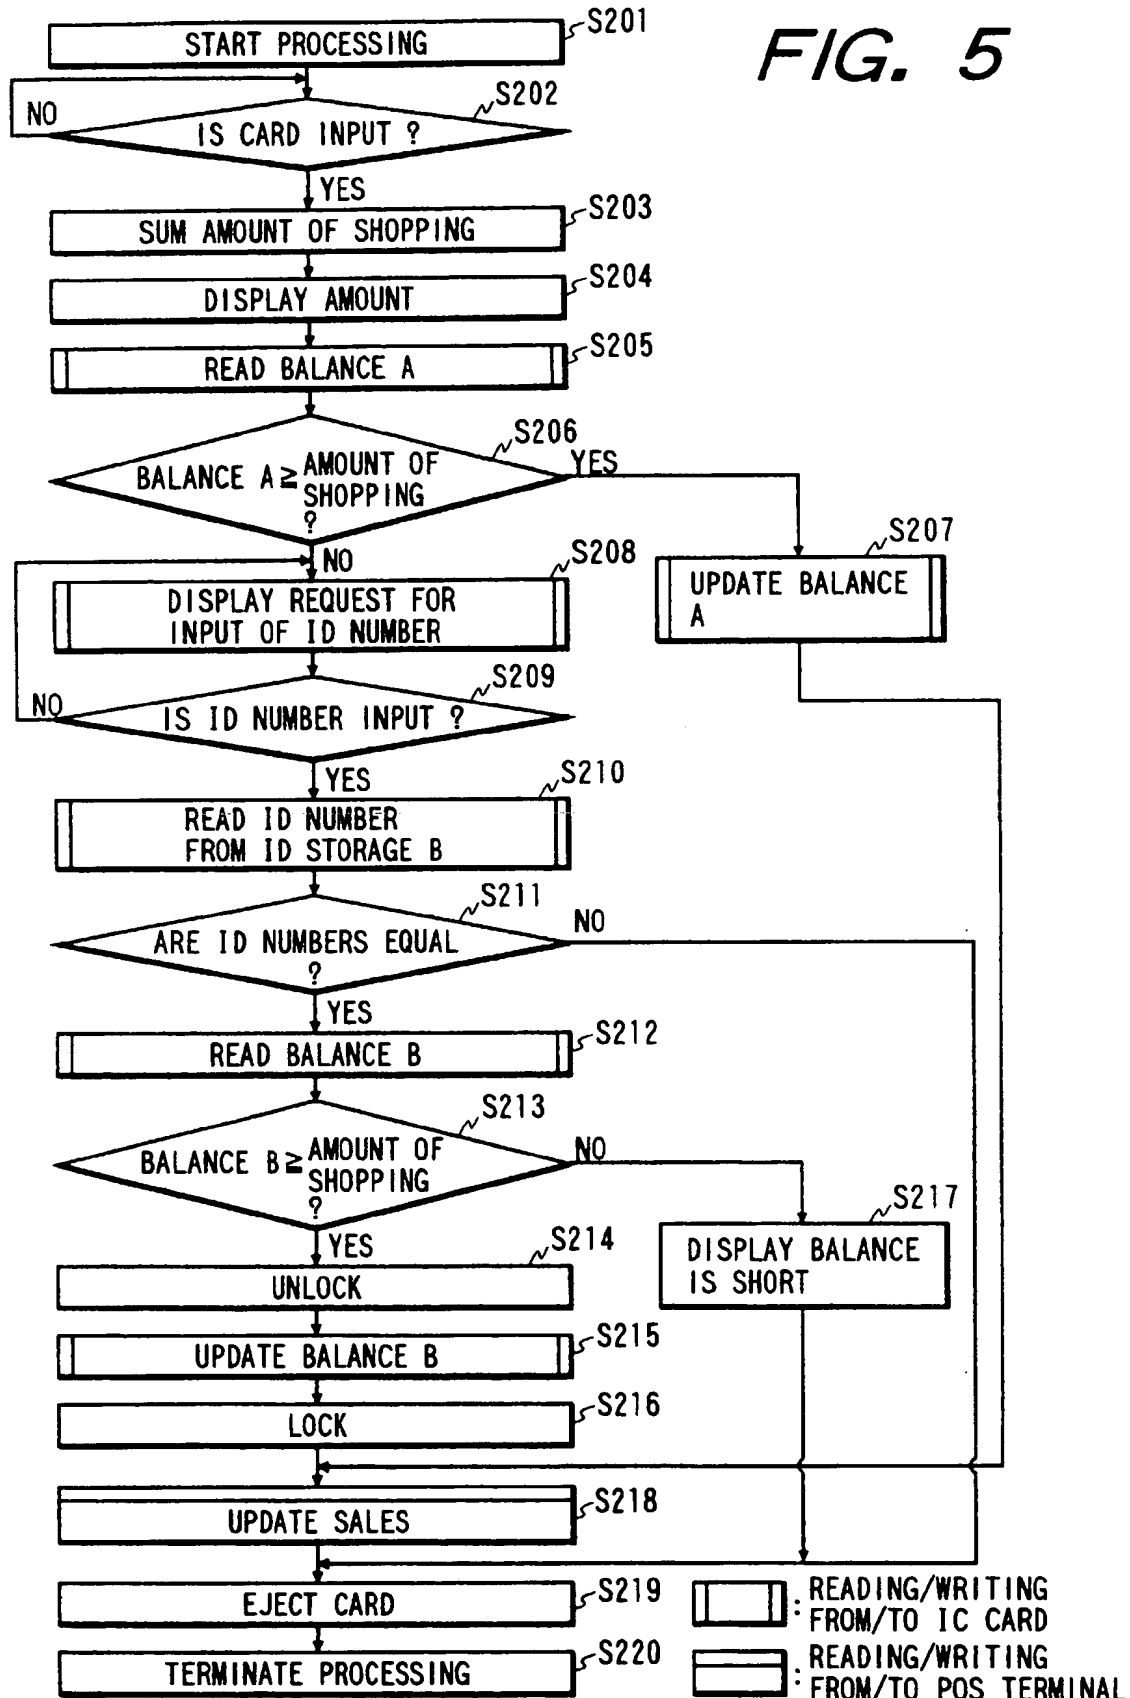 FIG. 5
S201
START PROCESSING
NO
S202
IS CARD INPUT ?
YES
S203
SUM AMOUNT OF SHOPPING
S204
DISPLAY AMOUNT
S205
READ BALANCE A
S206
YES
BALANCE A ≧ AMOUNT OF
SHOPPING
?
S207
UPDATE BALANCE
A
NO
S208
DISPLAY REQUEST FOR
INPUT OF ID NUMBER
S209
NO
IS ID NUMBER INPUT ?
YES
S210
READ ID NUMBER
FROM ID STORAGE B
S211
NO
ARE ID NUMBERS EQUAL
?
YES
S212
READ BALANCE B
S213
NO
BALANCE B ≧ AMOUNT OF
SHOPPING
?
S217
DISPLAY BALANCE
IS SHORT
YES
S214
UNLOCK
S215
UPDATE BALANCE B
S216
LOCK
S218
UPDATE SALES
S219
EJECT CARD
S220
TERMINATE PROCESSING
: READING/WRITING
FROM/TO IC CARD
: READING/WRITING
FROM/TO POS TERMINAL